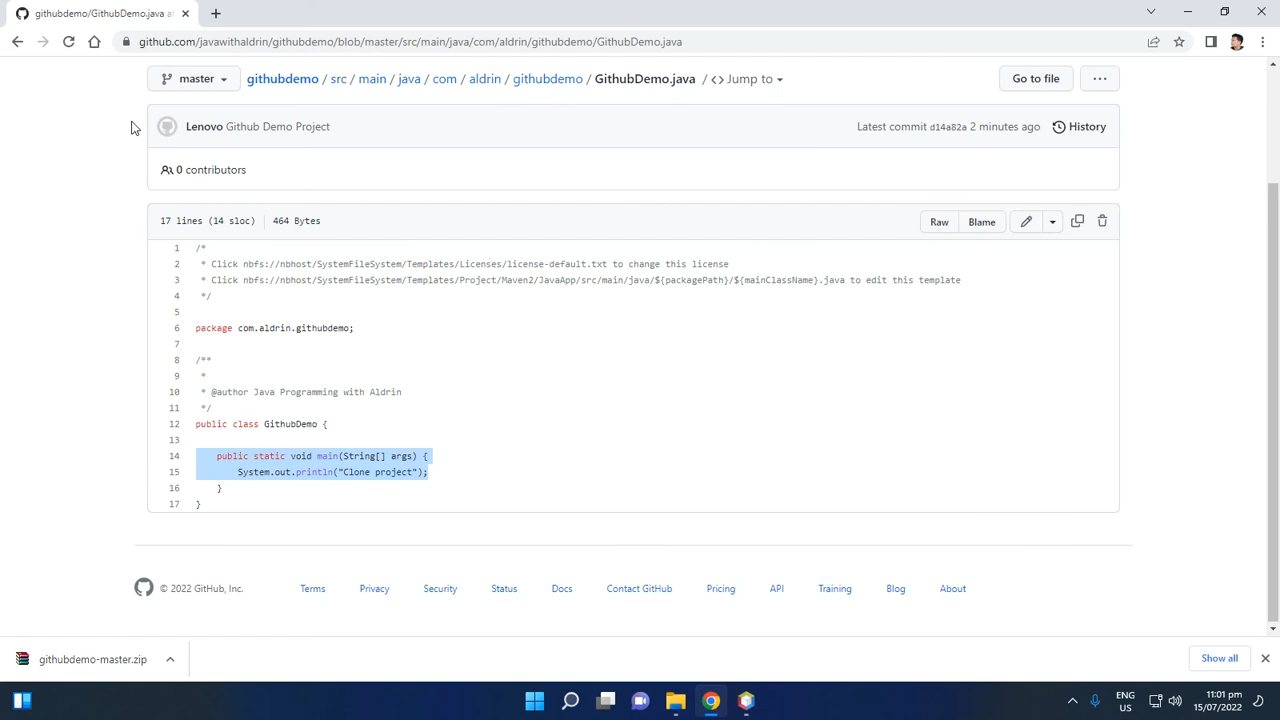 githubdemo/GithubDemo.java at
github.com/javawithaldrin/githubdemo/blob/master/src/main/java/com/aldrin/githubdemo/GithubDemo.java
master githubdemo / src / main / java / com / aldrin / githubdemo / GithubDemo.java / <> Jump to Go to file ...
Lenovo Github Demo Project Latest commit d14a82a 2 minutes ago History
0 contributors
17 lines (14 sloc) 464 Bytes Raw Blame
1 /*
2 * Click nbfs://nbhost/SystemFileSystem/Templates/Licenses/license-default.txt to change this license
3 * Click nbfs://nbhost/SystemFileSystem/Templates/Project/Maven2/JavaApp/src/main/java/${packagePath}/${mainClassName}.java to edit this template
4 */
5
6 package com.aldrin.githubdemo;
7
8 /**
9 *
10 * @author Java Programming with Aldrin
11 */
12 public class GithubDemo {
13
14 public static void main(String[] args) {
15 System.out.println("Clone project");
16 }
17 }
© 2022 GitHub, Inc. Terms Privacy Security Status Docs Contact GitHub Pricing API Training Blog About
githubdemo-master.zip Show all
ENG 11:01 pm
US 15/07/2022